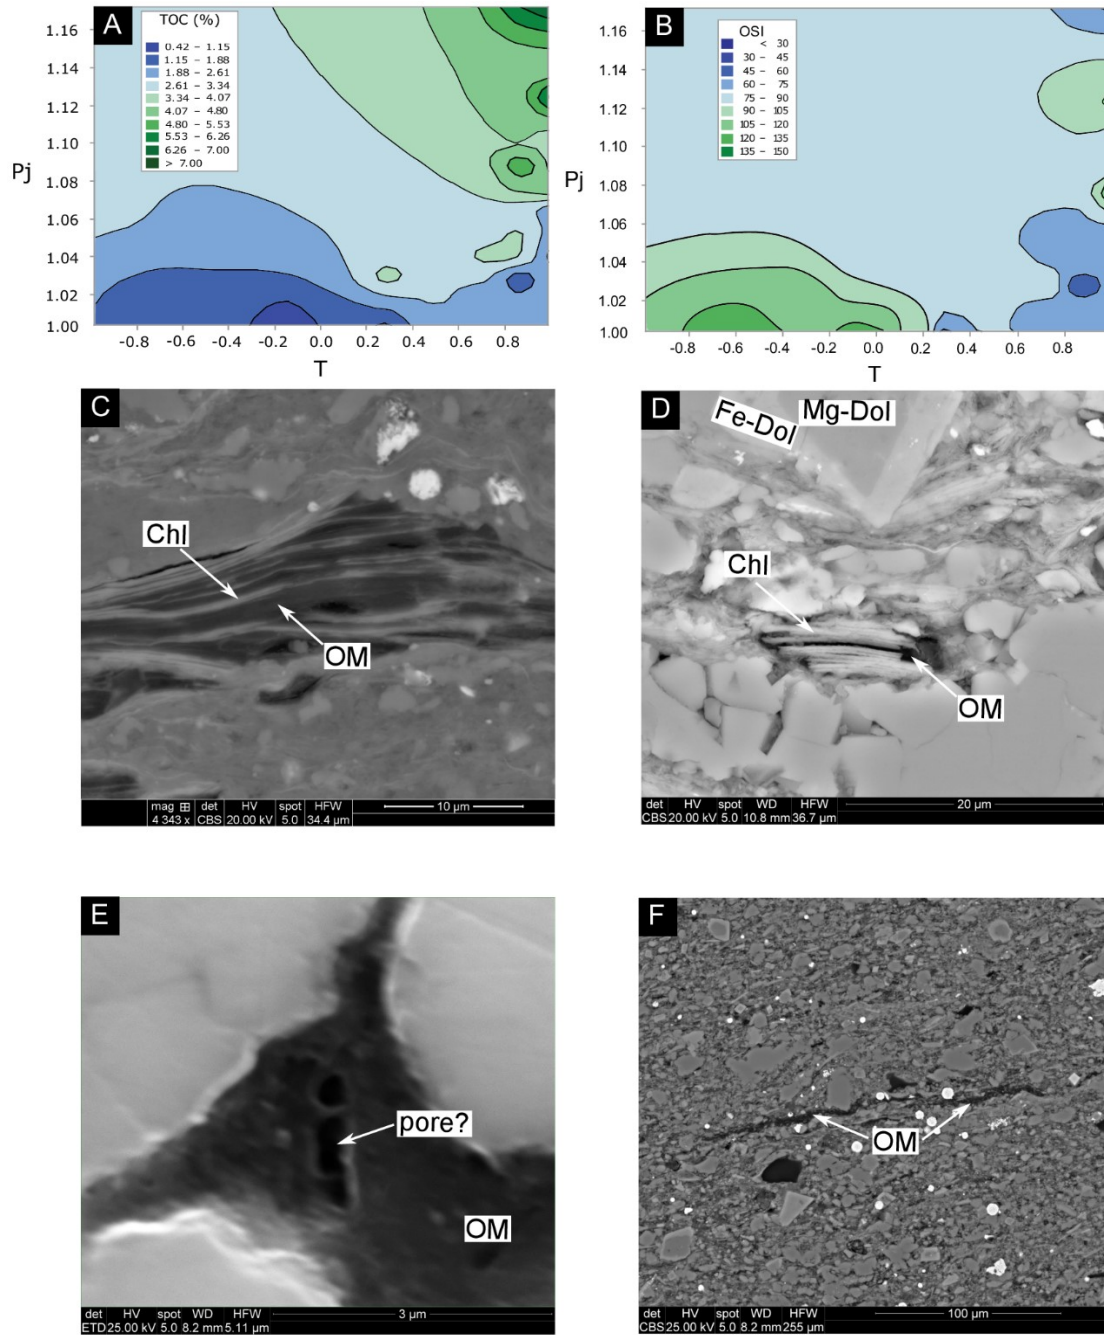 A
TOC (%)
0.42 – 1.15
1.15 – 1.88
1.88 – 2.61
2.61 – 3.34
3.34 – 4.07
4.07 – 4.80
4.80 – 5.53
5.53 – 6.26
6.26 – 7.00
> 7.00
1.16
1.14
1.12
1.10
1.08
1.06
1.04
1.02
1.00
Pj
-0.8 -0.6 -0.4 -0.2 0.0 0.2 0.4 0.6 0.8
T
B
OSI
< 30
30 – 45
45 – 60
60 – 75
75 – 90
90 – 105
105 – 120
120 – 135
135 – 150
1.16
1.14
1.12
1.10
1.08
1.06
1.04
1.02
1.00
Pj
-0.8 -0.6 -0.4 -0.2 0.0 0.2 0.4 0.6 0.8
T
C
Chl
OM
mag det HV spot HFW
4 343 x CBS 20.00 kV 5.0 34.4 µm
10 µm
D
Fe-Dol
Mg-Dol
Chl
OM
det HV spot WD HFW
CBS 20.00 kV 5.0 10.8 mm 36.7 µm
20 µm
E
pore?
OM
det HV spot WD HFW
ETD 25.00 kV 5.0 8.2 mm 5.11 µm
3 µm
F
OM
det HV spot WD HFW
CBS 25.00 kV 5.0 8.2 mm 255 µm
100 µm